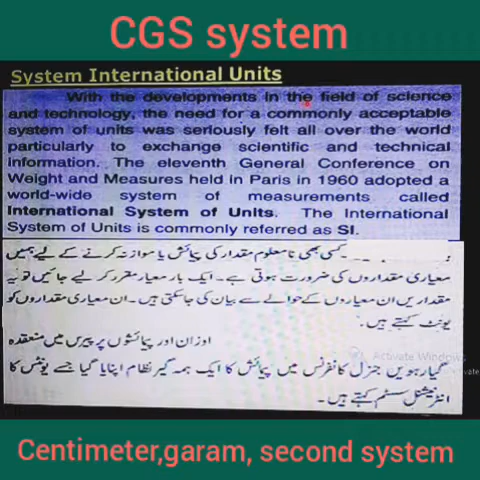 CGS system
System International Units
With the developments in the field of science
and technology, the need for a commonly acceptable
system of units was seriously felt all over the world
particularly to exchange scientific and technical
information. The eleventh General Conference on
Weight and Measures held in Paris in 1960 adopted a
world-wide system of measurements called
International System of Units. The International
System of Units is commonly referred as SI.
کسی بھی نامعلوم مقدار کی پیمائش یا موازنہ کرنے کے لیے ہمیں
معیاری مقداروں کی ضرورت ہوتی ہے۔ ایک بار معیار مقرر کر لیے جائیں تو یہ
مقداریں ان معیاروں کے حوالے سے بیان کی جا سکتی ہیں۔ ان معیاری مقداروں کو
یونٹ کہتے ہیں۔
اوزان اور پیمائشوں پر پیرس میں منعقدہ
گیارہویں جنرل کانفرنس میں پیمائش کا ایک ہمہ گیر نظام اپنایا گیا جسے یونٹس کا
انٹرنیشنل سسٹم کہتے ہیں۔
Activate Windows
Centimeter,garam, second system